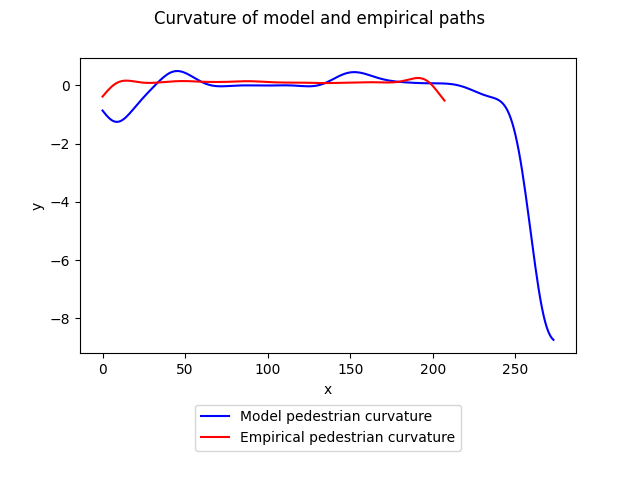 Curvature of model and empirical paths
0
−2
−4
−6
−8
y
0 50 100 150 200 250
x
Model pedestrian curvature
Empirical pedestrian curvature